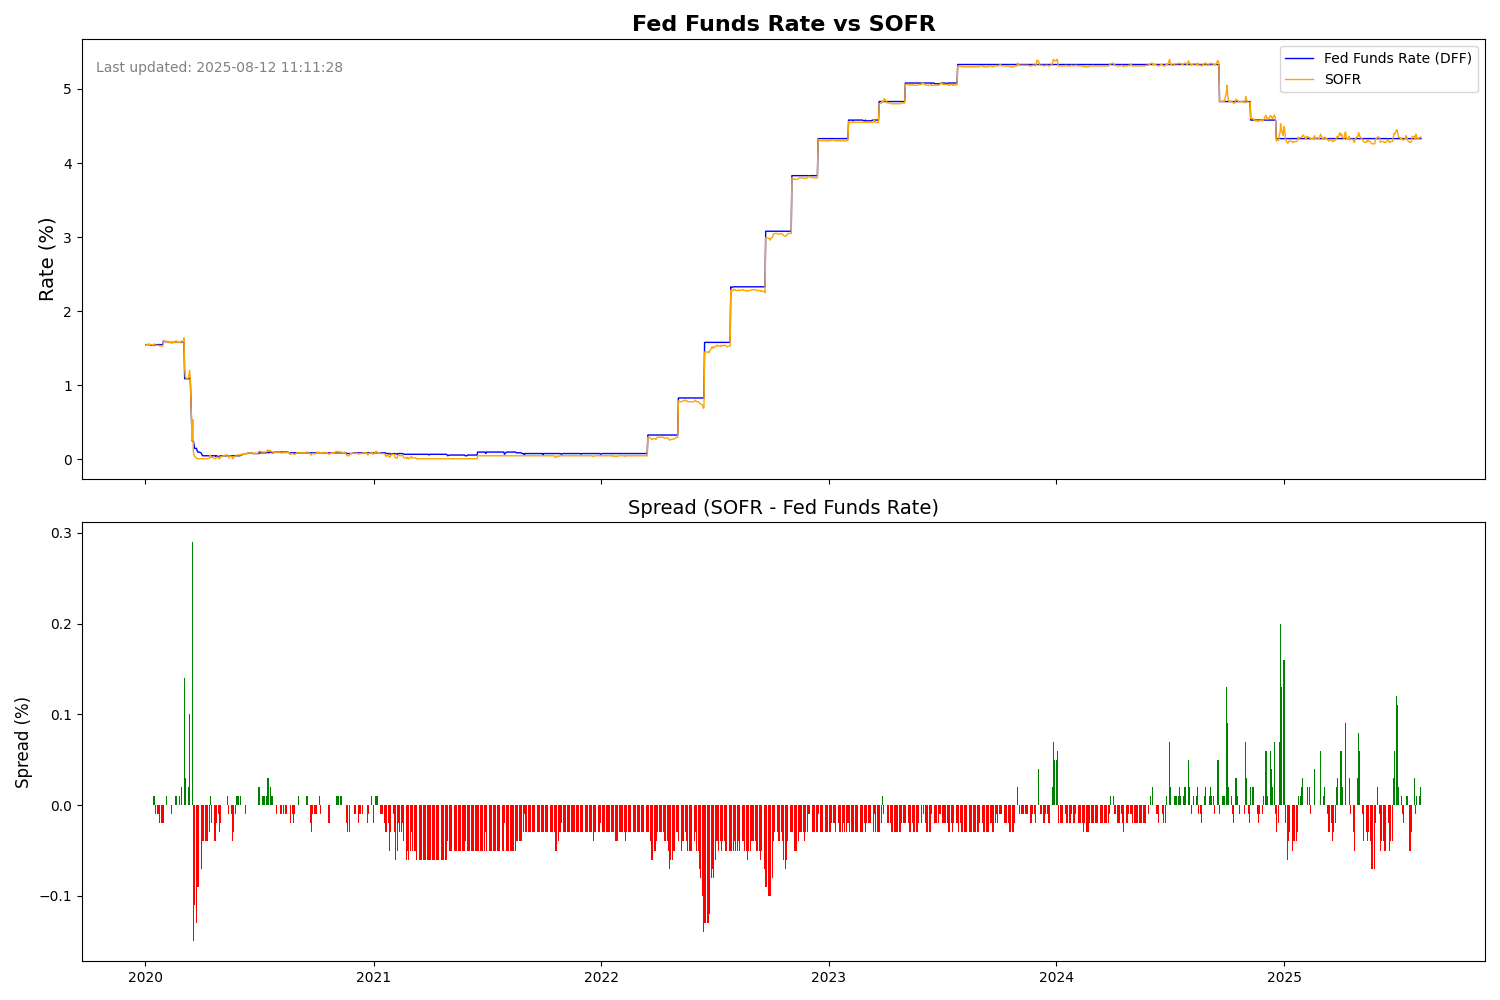 Fed Funds Rate vs SOFR
Last updated: 2025-08-12 11:11:28
Fed Funds Rate (DFF)
SOFR
Rate (%)
5
4
3
2
1
0
Spread (SOFR - Fed Funds Rate)
Spread (%)
0.3
0.2
0.1
0.0
−0.1
2020 2021 2022 2023 2024 2025